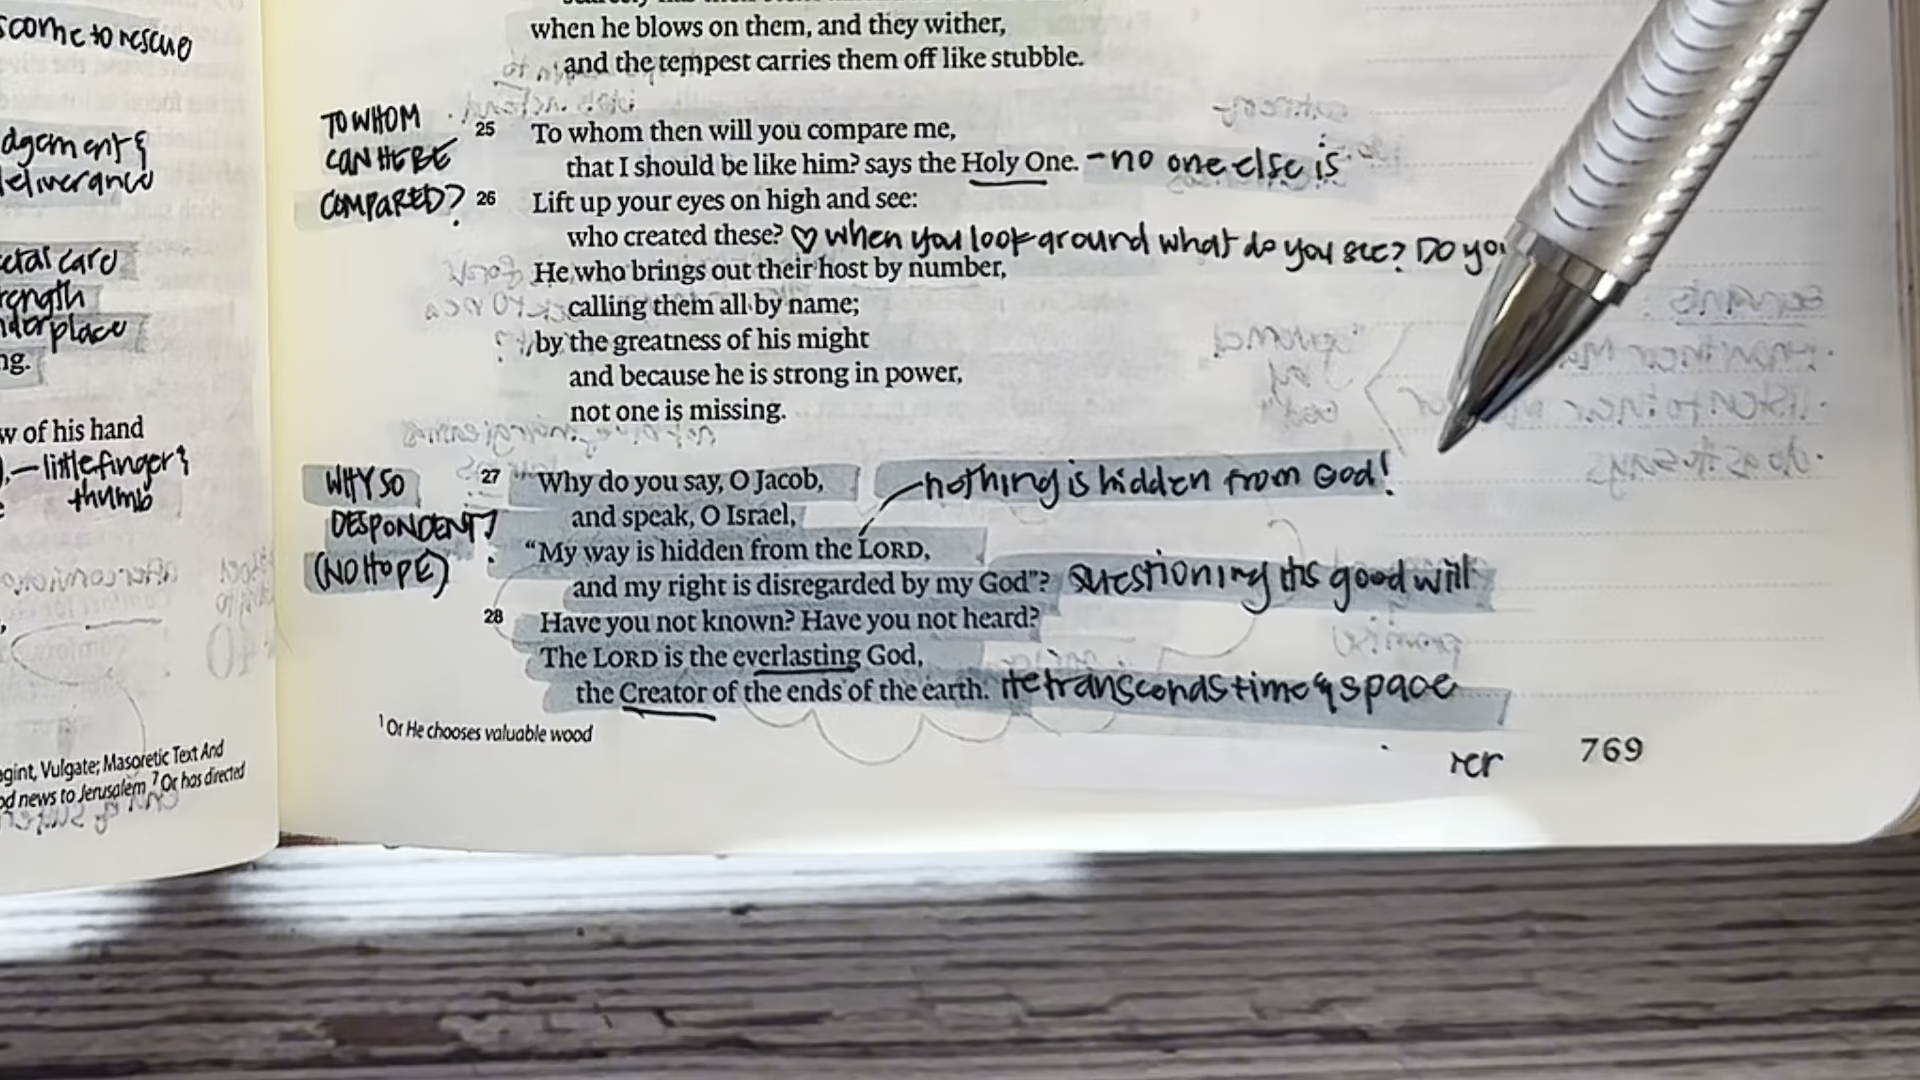 come to rescue
deliverance
w of his hand
little finger &
thumb
gint, Vulgate; Masoretic Text And
d news to Jerusalem 7 Or has directed
when he blows on them, and they wither,
and the tempest carries them off like stubble.
TO WHOM
CAN HE BE
COMPARED?
25 To whom then will you compare me,
that I should be like him? says the Holy One. - no one else is
26 Lift up your eyes on high and see:
who created these? ♡ when you look around what do you see? Do you
He who brings out their host by number,
calling them all by name;
by the greatness of his might
and because he is strong in power,
not one is missing.
WHY SO
DESPONDENT?
(NO HOPE)
27 Why do you say, O Jacob, nothing is hidden from God!
and speak, O Israel,
“My way is hidden from the LORD,
and my right is disregarded by my God”? Questioning His good will
28 Have you not known? Have you not heard?
The LORD is the everlasting God,
the Creator of the ends of the earth. He transcends time & space
1 Or He chooses valuable wood
769